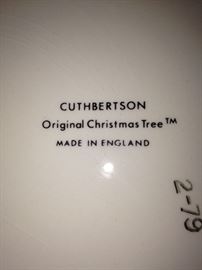 CUTHBERTSON
Original Christmas Tree™
MADE IN ENGLAND
2-79